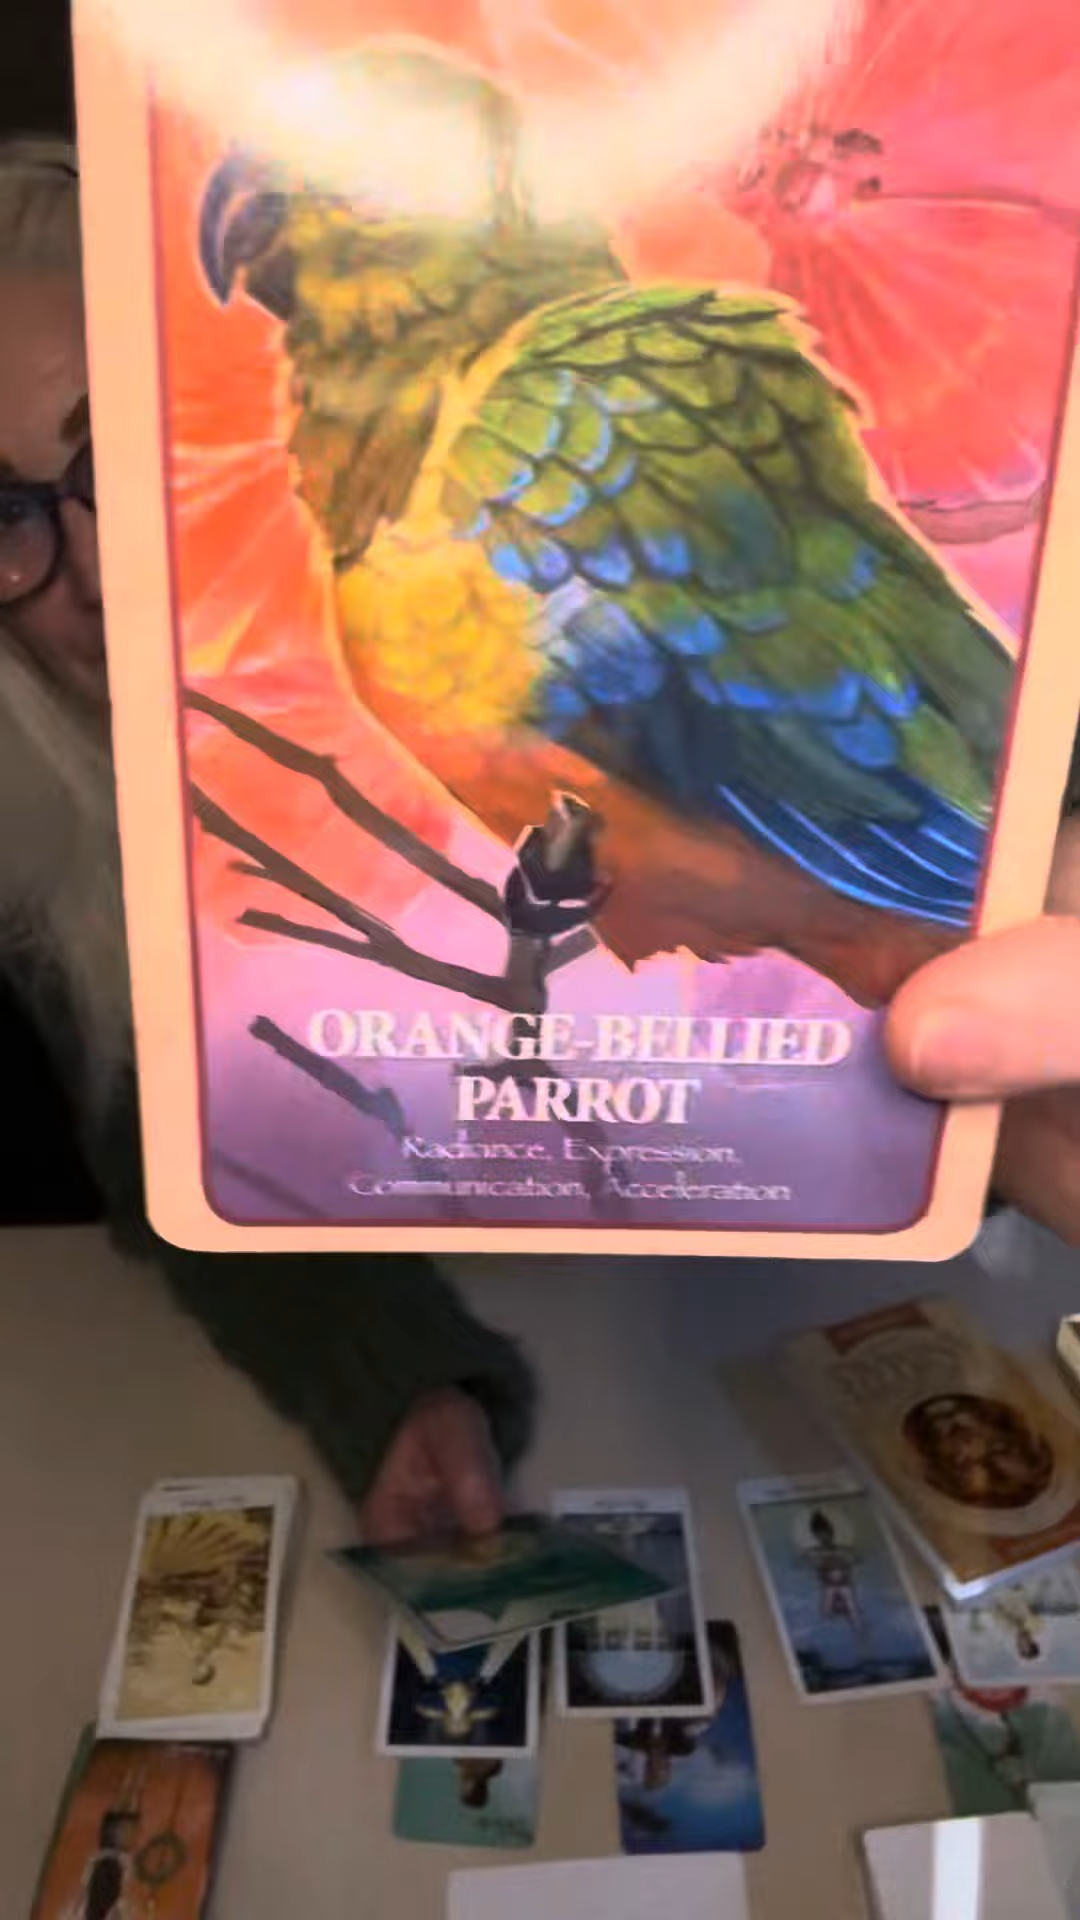 ORANGE-BELLIED
PARROT
Radiance, Expression,
Communication, Acceleration